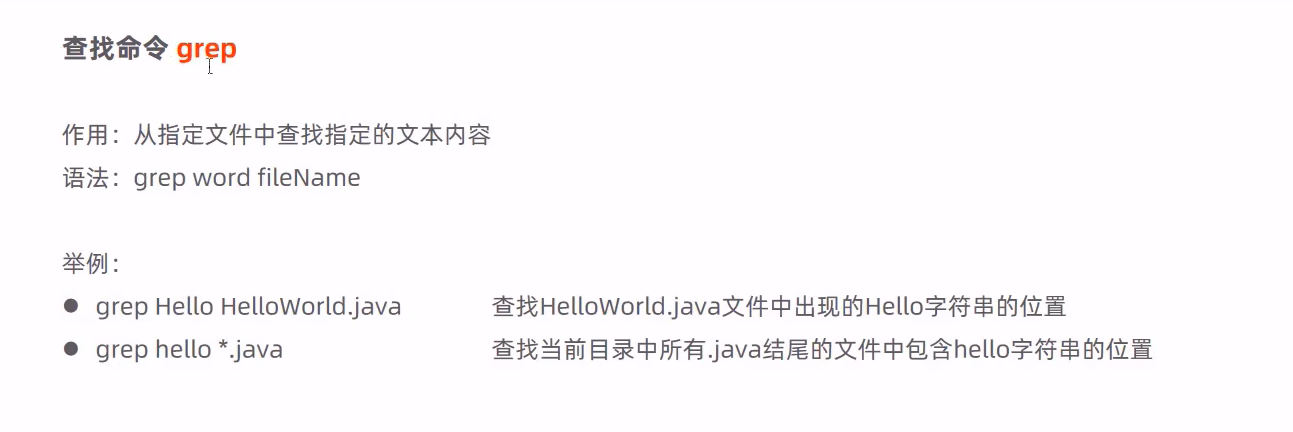 查找命令 grep
作用：从指定文件中查找指定的文本内容
语法：grep word fileName
举例：
● grep Hello HelloWorld.java 查找HelloWorld.java文件中出现的Hello字符串的位置
● grep hello *.java 查找当前目录中所有.java结尾的文件中包含hello字符串的位置